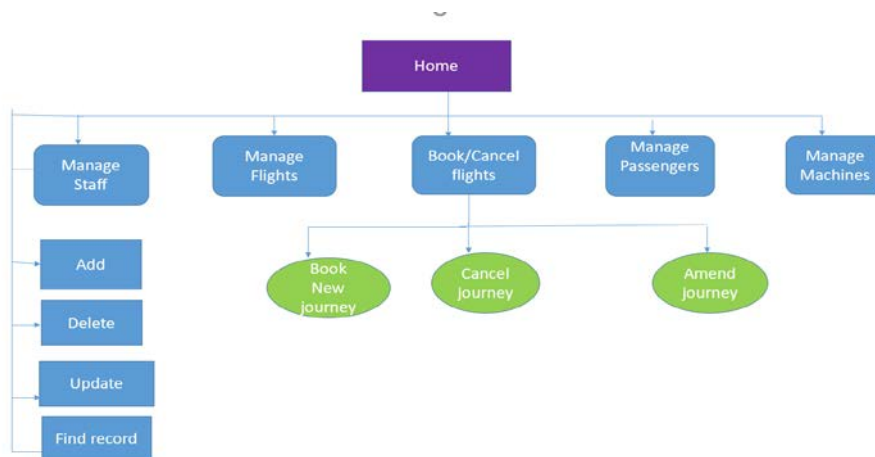 Home
Manage
Staff
Manage
Flights
Book/Cancel
flights
Manage
Passengers
Manage
Machines
Add
Delete
Update
Find record
Book
New
journey
Cancel
journey
Amend
journey